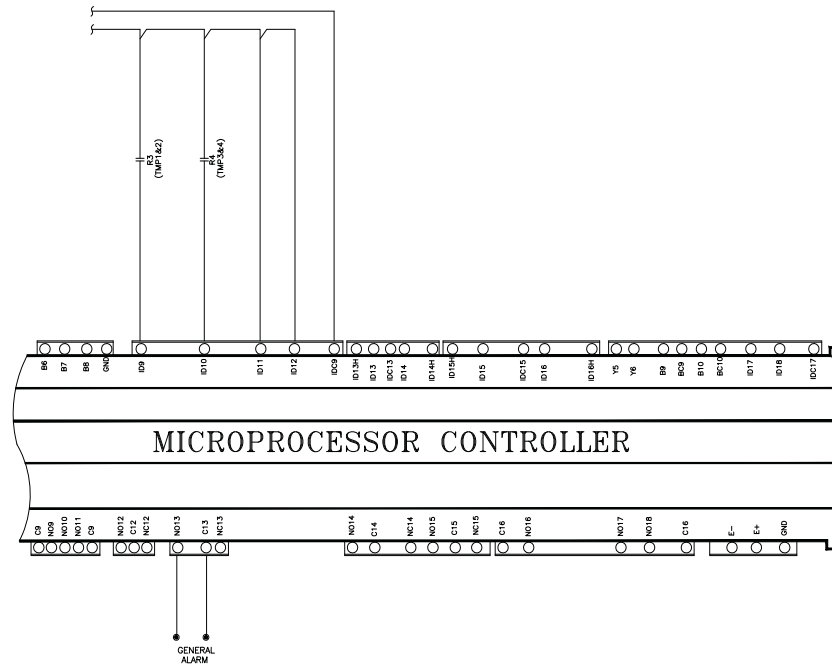 R3
(TMP1&2)
R4
(TMP3&4)
B6
B7
B8
GND
ID9
ID10
ID11
ID12
IDC9
ID13H
ID13
IDC13
ID14
ID14H
ID15H
ID15
IDC15
ID16
ID16H
Y5
Y6
B9
BC9
B10
BC10
ID17
ID18
IDC17
MICROPROCESSOR CONTROLLER
C9
NO9
NO10
NO11
C9
NO12
C12
NC12
NO13
C13
NC13
NO14
C14
NC14
NO15
C15
NC15
C16
NO16
NO17
NO18
C16
E-
E+
GND
GENERAL
ALARM